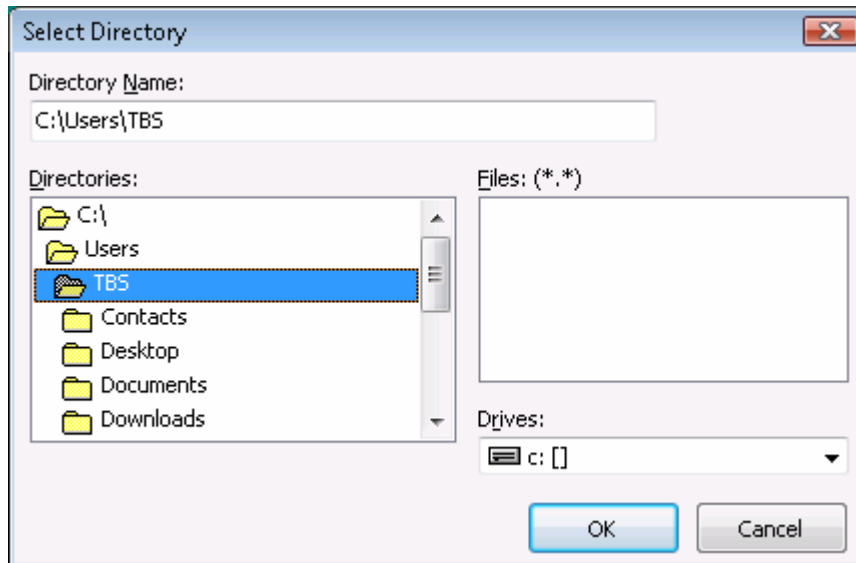 Select Directory
Directory Name:
C:\Users\TBS
Directories:
C:\
Users
TBS
Contacts
Desktop
Documents
Downloads
Files: (*.*)
Drives:
c: []
OK
Cancel